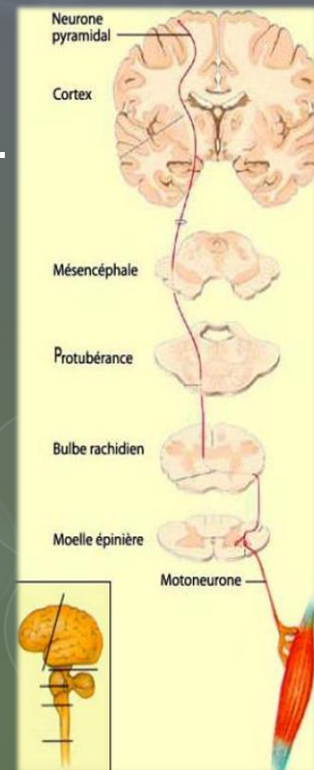 Neurone
pyramidal
Cortex
Mésencéphale
Protubérance
Bulbe rachidien
Moelle épinière
Motoneurone